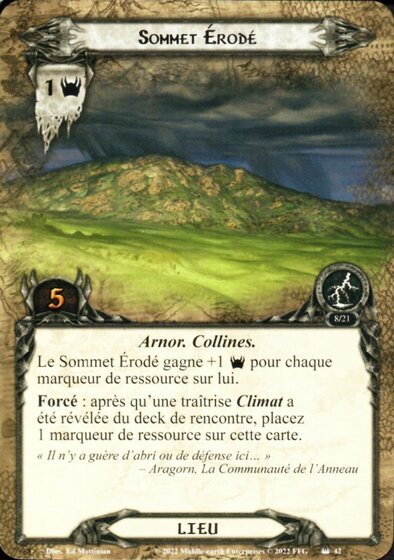 Sommet Érodé
1
5
8/21
Arnor. Collines.
Le Sommet Érodé gagne +1 pour chaque
marqueur de ressource sur lui.
Forcé : après qu'une traîtrise Climat a
été révélée du deck de rencontre, placez
1 marqueur de ressource sur cette carte.
« Il n'y a guère d'abri ou de défense ici... »
– Aragorn, La Communauté de l'Anneau
LIEU
Illus. Ed Mattinian © 2022 Middle-earth Enterprises © 2022 FFG 42